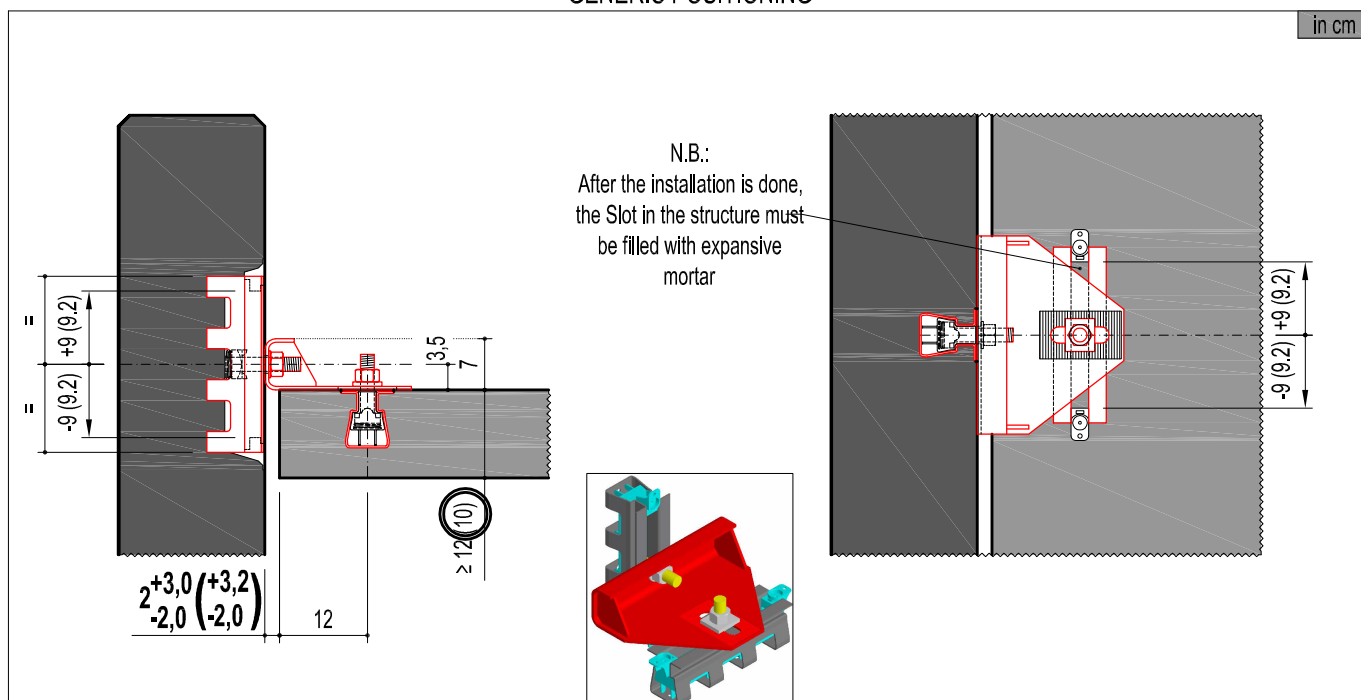 in cm
N.B.:
After the installation is done,
the Slot in the structure must
be filled with expansive
mortar
=
=
+9 (9.2)
-9 (9.2)
3,5
7
≥ 12 (10)
2 +3,0 -2,0 ( +3,2 -2,0 )
12
+9 (9.2)
-9 (9.2)